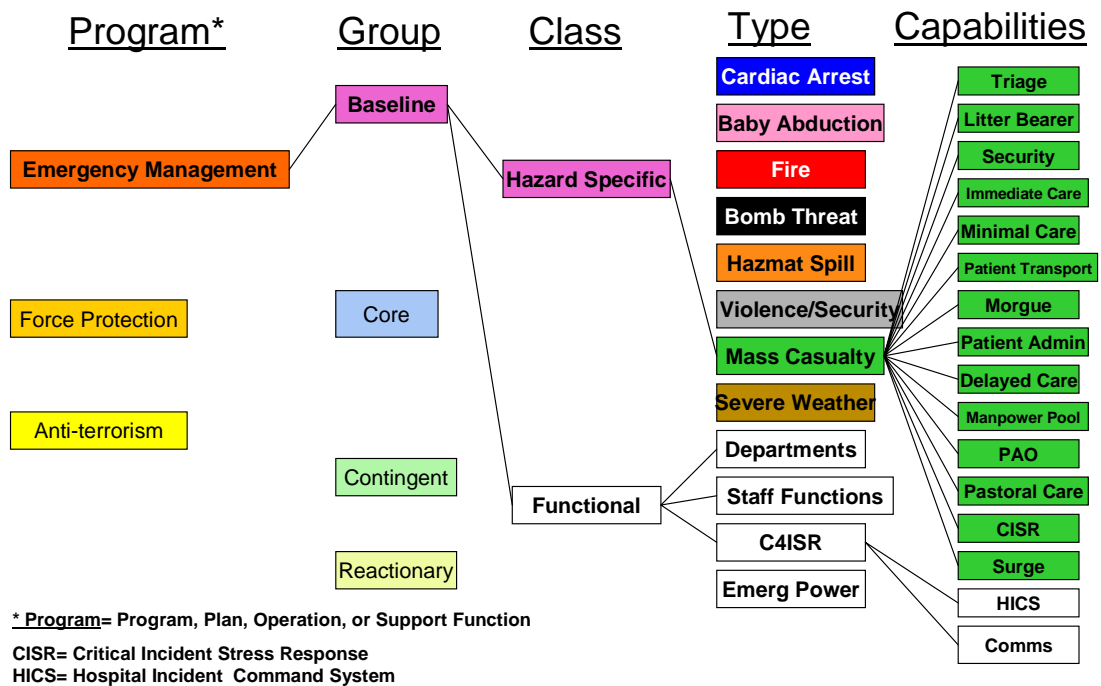 Program*
Group
Class
Type
Capabilities
Emergency Management
Force Protection
Anti-terrorism
Baseline
Core
Contingent
Reactionary
Hazard Specific
Functional
Cardiac Arrest
Baby Abduction
Fire
Bomb Threat
Hazmat Spill
Violence/Security
Mass Casualty
Severe Weather
Departments
Staff Functions
C4ISR
Emerg Power
Triage
Litter Bearer
Security
Immediate Care
Minimal Care
Patient Transport
Morgue
Patient Admin
Delayed Care
Manpower Pool
PAO
Pastoral Care
CISR
Surge
HICS
Comms
* Program= Program, Plan, Operation, or Support Function
CISR= Critical Incident Stress Response
HICS= Hospital Incident Command System